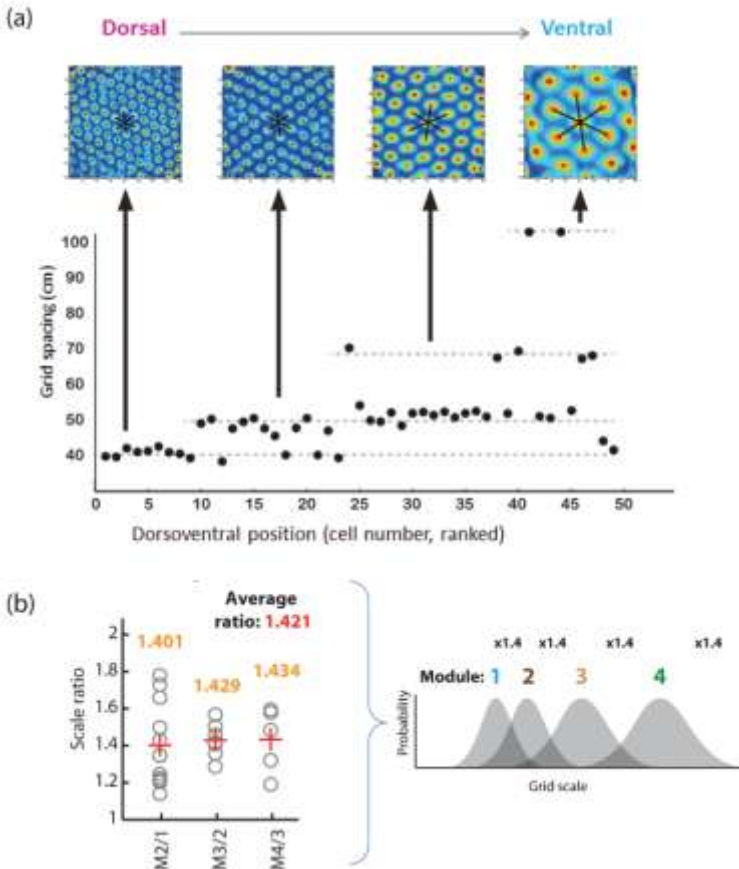 (a)
Dorsal
Ventral
Grid spacing (cm)
100
90
80
70
60
50
40
0 5 10 15 20 25 30 35 40 45 50
Dorsoventral position (cell number, ranked)
(b)
Average
ratio: 1.421
Scale ratio
2
1.8
1.6
1.4
1.2
1
1.401
1.429
1.434
M2/1
M3/2
M4/3
x1.4 x1.4 x1.4 x1.4
Module: 1 2 3 4
Probability
Grid scale